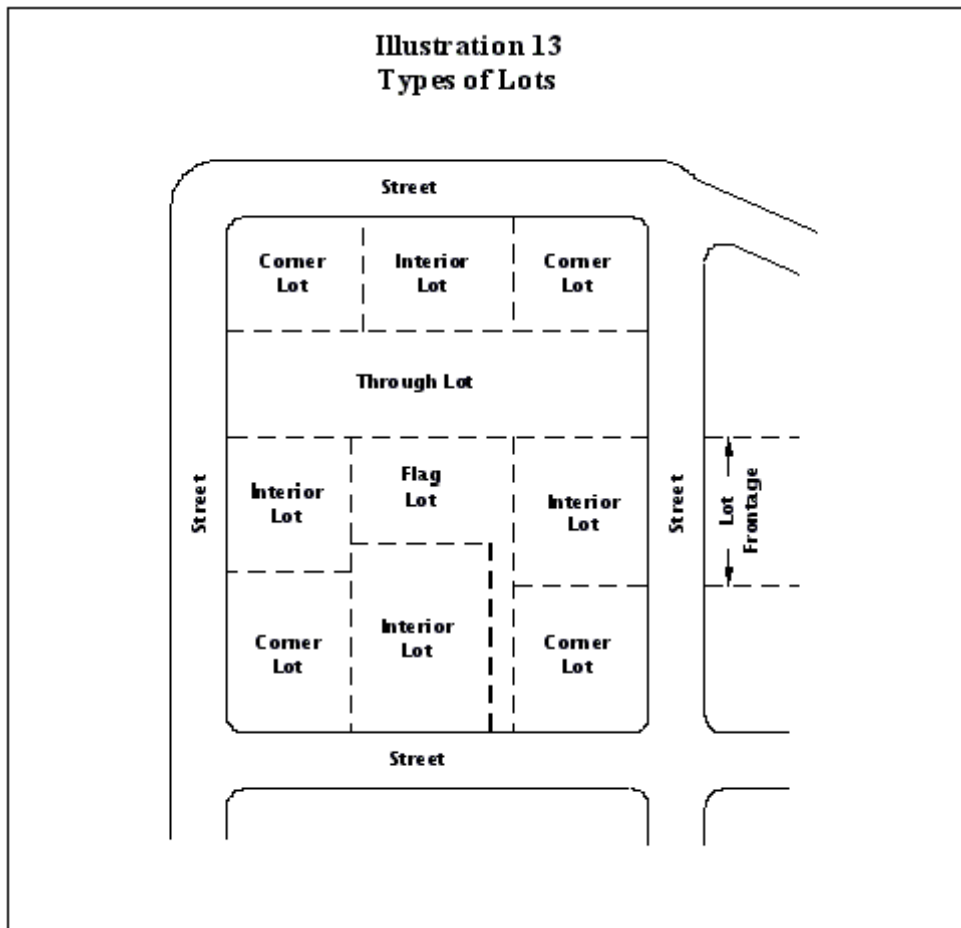 Illustration 13
Types of Lots
Street
Corner
Lot
Interior
Lot
Corner
Lot
Through Lot
Street
Interior
Lot
Flag
Lot
Interior
Lot
Street
Lot
Frontage
Corner
Lot
Interior
Lot
Corner
Lot
Street